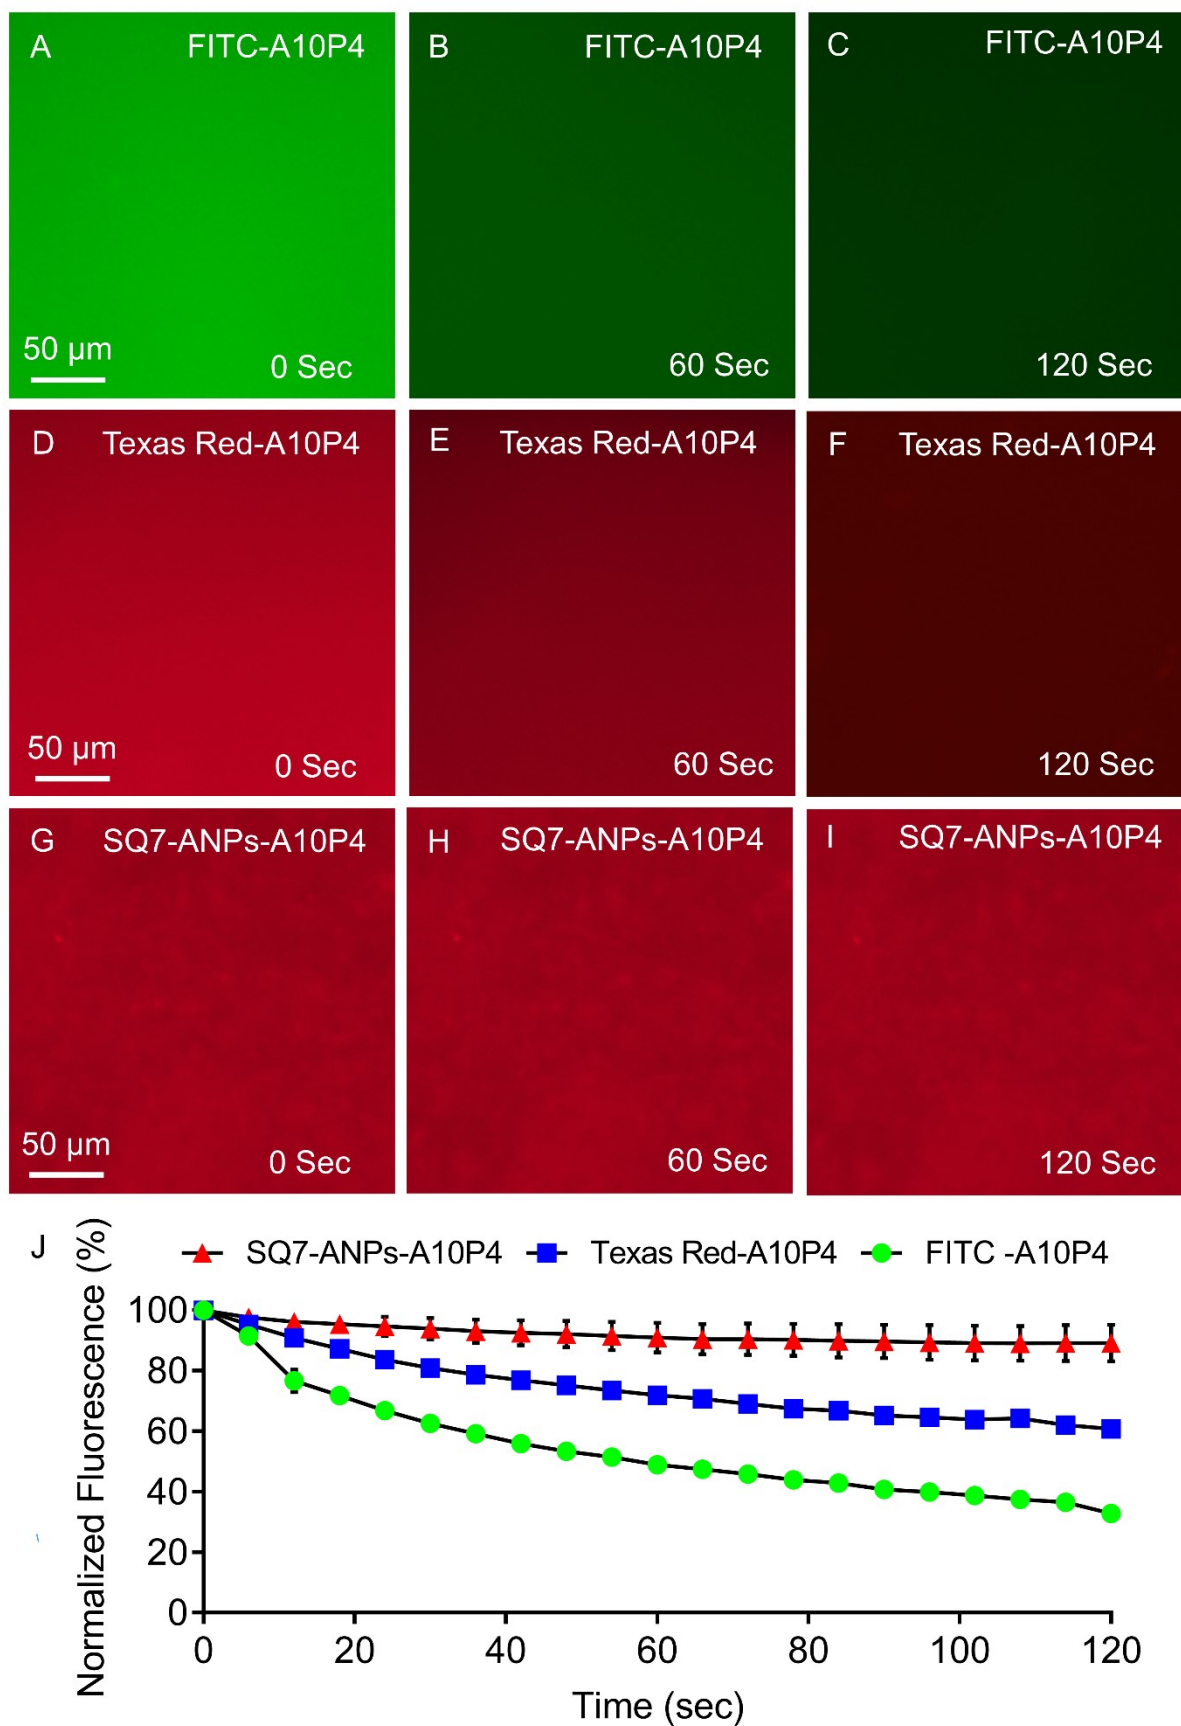 A FITC-A10P4
50 µm
0 Sec
B FITC-A10P4
60 Sec
C FITC-A10P4
120 Sec
D Texas Red-A10P4
50 µm
0 Sec
E Texas Red-A10P4
60 Sec
F Texas Red-A10P4
120 Sec
G SQ7-ANPs-A10P4
50 µm
0 Sec
H SQ7-ANPs-A10P4
60 Sec
I SQ7-ANPs-A10P4
120 Sec
J
SQ7-ANPs-A10P4 Texas Red-A10P4 FITC -A10P4
Normalized Fluorescence (%)
100
80
60
40
20
0
0 20 40 60 80 100 120
Time (sec)